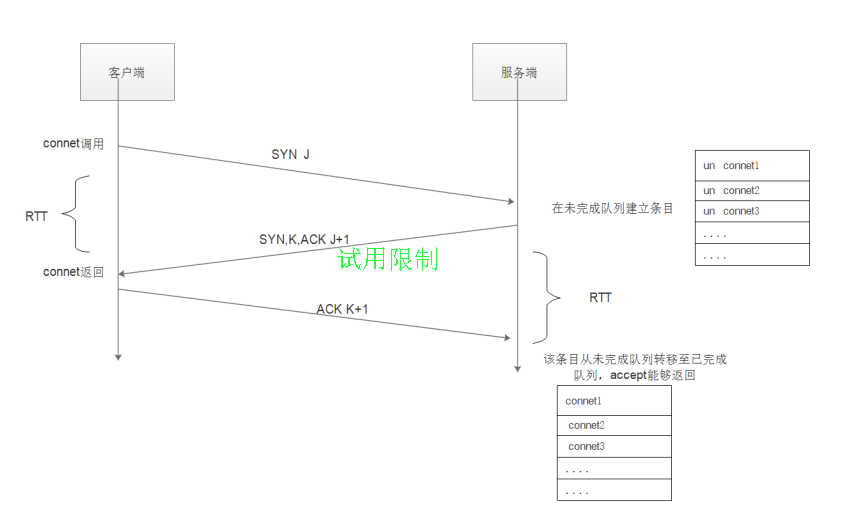 客户端
服务端
connet调用
SYN J
un connet1
un connet2
un connet3
. . . .
. . . .
在未完成队列建立条目
RTT
SYN,K,ACK J+1
试用限制
connet返回
RTT
ACK K+1
该条目从未完成队列转移至已完成
队列，accept能够返回
connet1
connet2
connet3
. . . .
. . . .